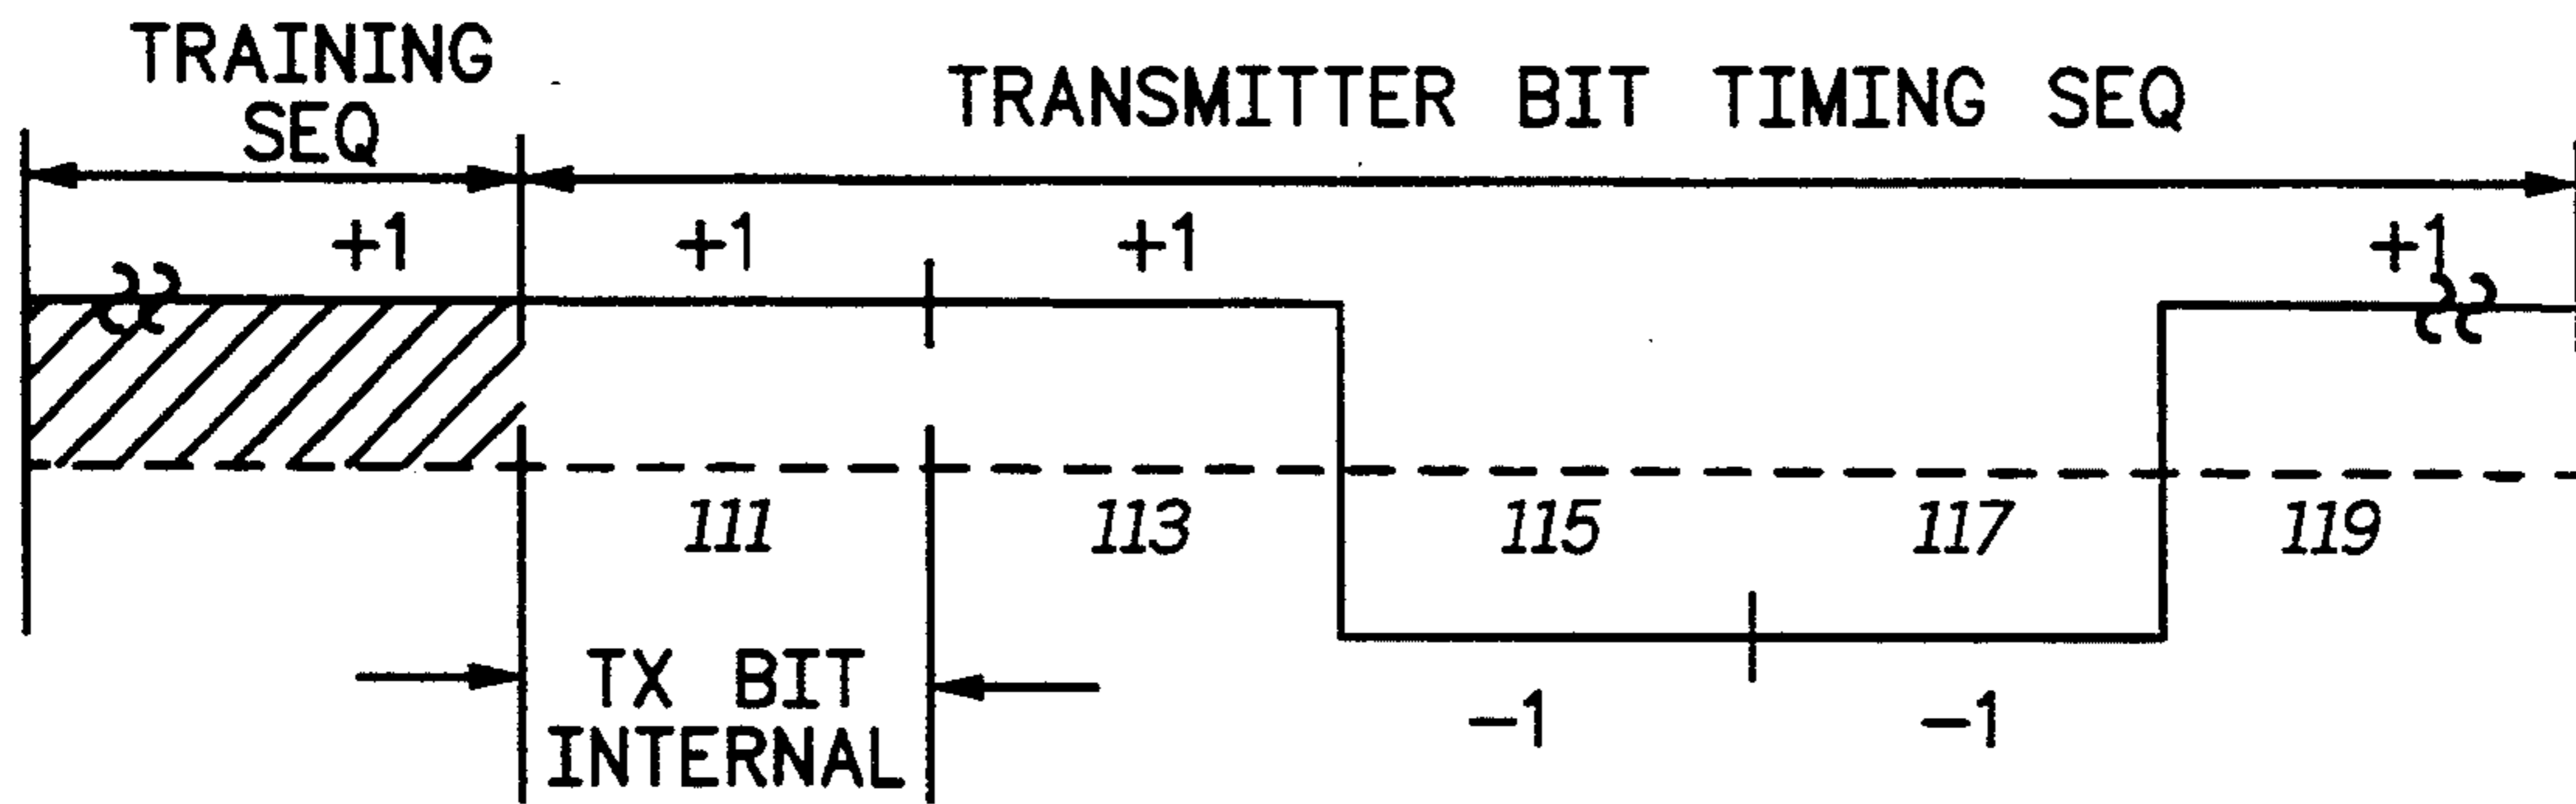 TRAINING
SEQ
TRANSMITTER BIT TIMING SEQ
+1
+1
+1
+1
111
113
115
117
119
TX BIT
INTERNAL
-1
-1